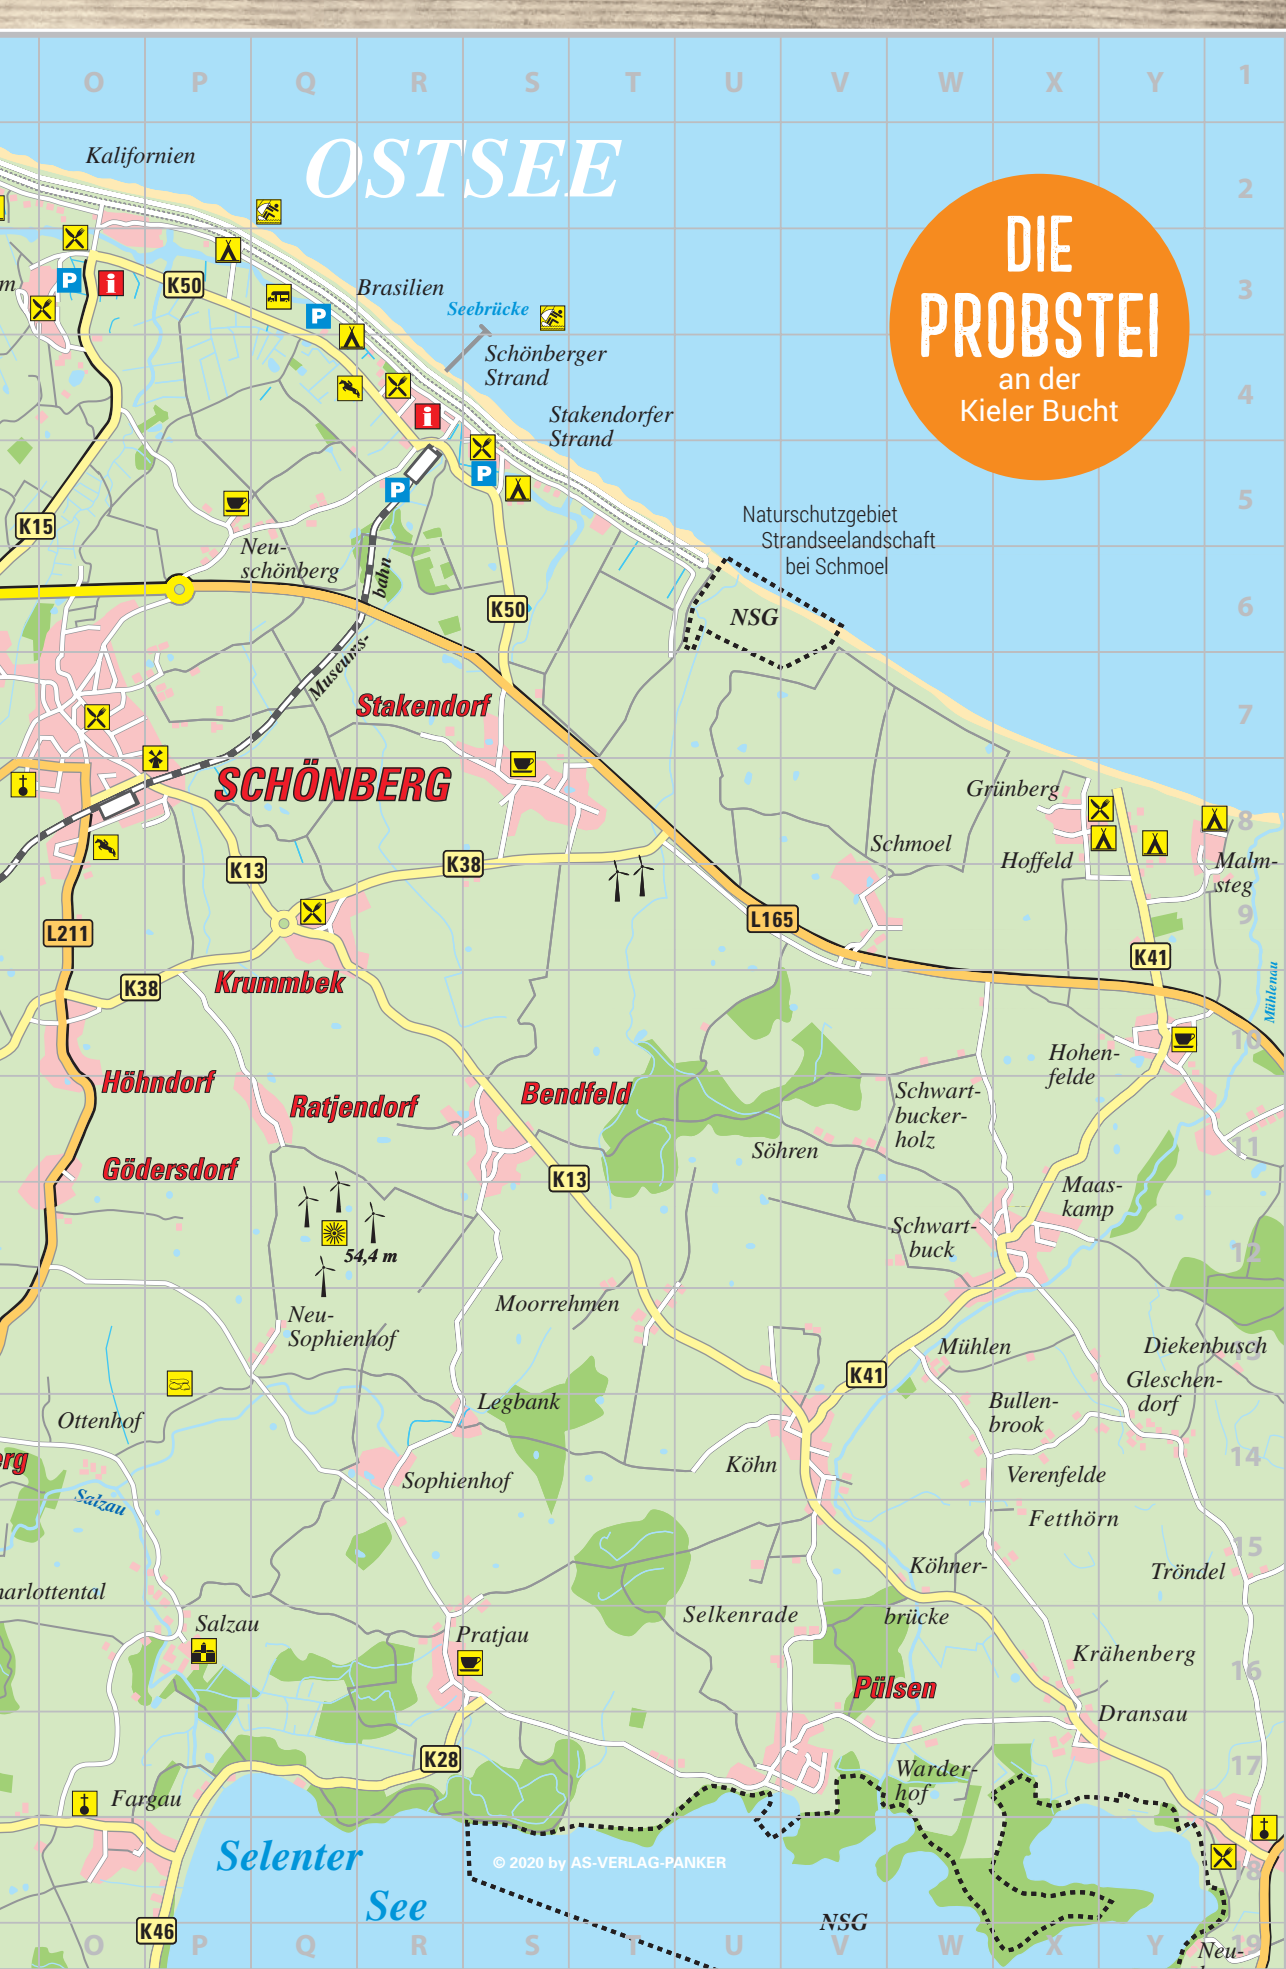 O P Q R S T U V W X Y 1
Kalifornien
OSTSEE
2
DIE
PROBSTEI
an der
Kieler Bucht
m
K50
P
i
Brasilien
P
Seebrücke
3
Schönberger
Strand
4
i
Stakendorfer
Strand
P
P
K15
5
Naturschutzgebiet
Strandseelandschaft
bei Schmoel
Neu-
schönberg
bahn
Museums-
K50
NSG
6
Stakendorf
7
SCHÖNBERG
Grünberg
8
Schmoel
Hoffeld
Malm-
steg
K13
K38
L211
L165
9
K41
Mühlenau
K38
Krummbek
10
Hohen-
felde
Höhndorf
Ratjendorf
Bendfeld
Schwart-
bucker-
holz
Söhren
11
Gödersdorf
K13
Maas-
kamp
Schwart-
buck
12
54,4 m
Moorrehmen
Neu-
Sophienhof
Mühlen
Diekenbusch
13
K41
Gleschen-
dorf
Legbank
Bullen-
brook
Ottenhof
erg
Köhn
14
Sophienhof
Verenfelde
Salzau
Fetthörn
15
Köhner-
brücke
Tröndel
harlottental
Salzau
Selkenrade
Pratjau
Krähenberg
16
Pülsen
Dransau
K28
17
Warder-
hof
Fargau
Selenter
See
© 2020 by AS-VERLAG-PANKER
18
NSG
K46
O P Q R S T U V W X Y 19
Neu-